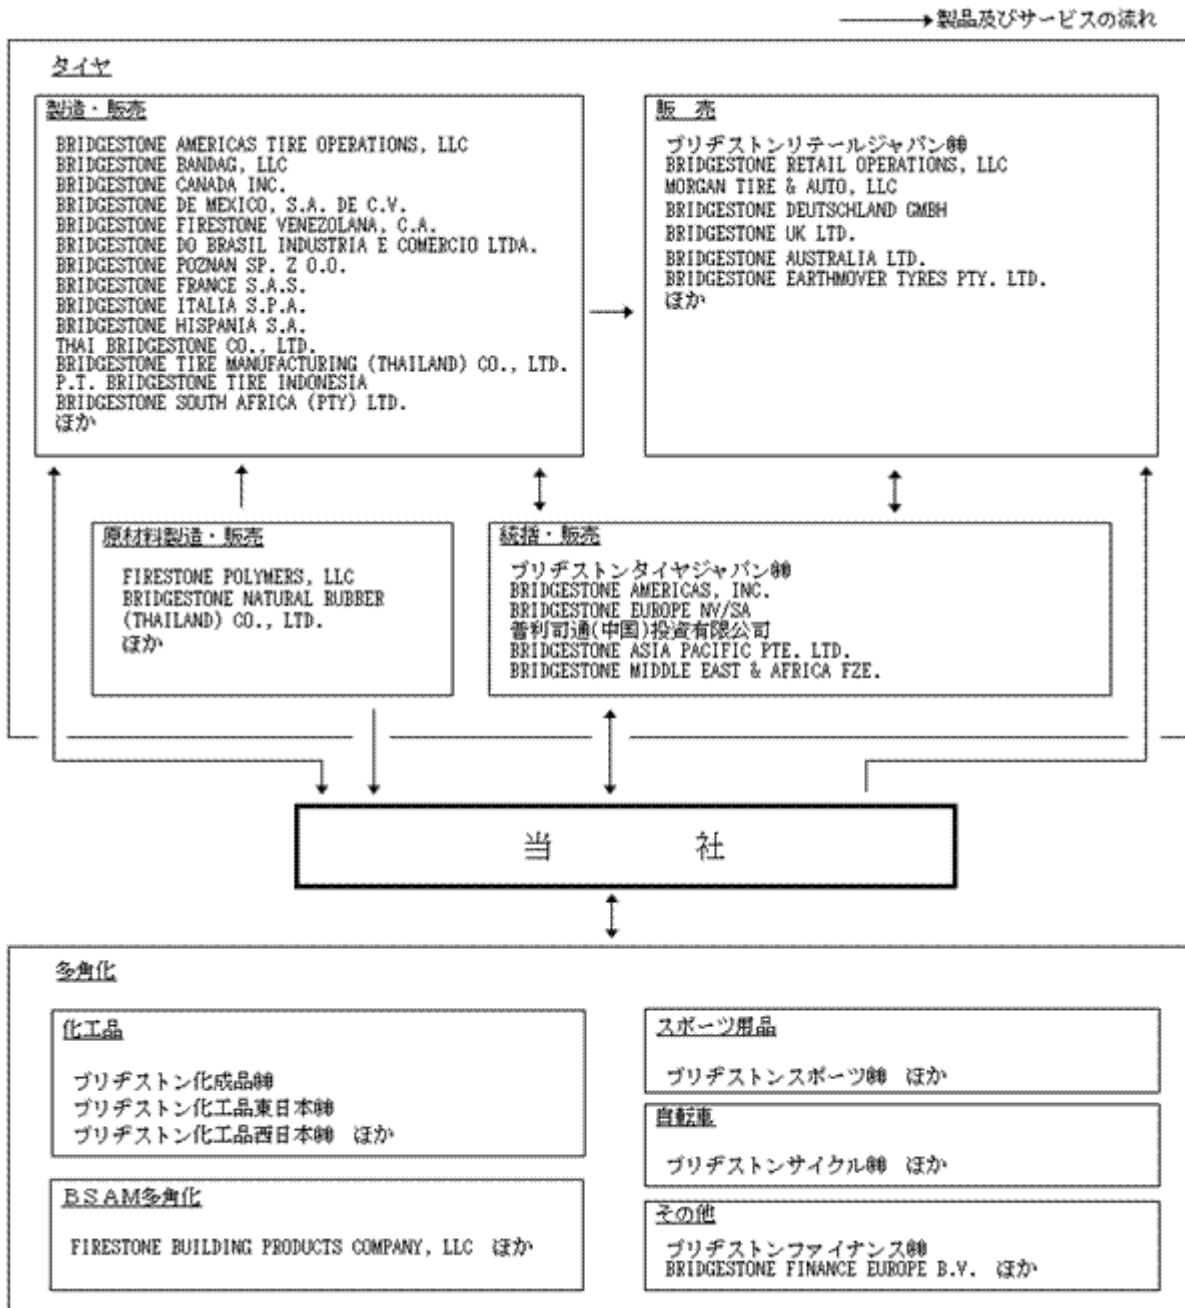 製品及びサービスの流れ
タイヤ
製造・販売
BRIDGESTONE AMERICAS TIRE OPERATIONS, LLC
BRIDGESTONE BANDAG, LLC
BRIDGESTONE CANADA INC.
BRIDGESTONE DE MEXICO, S.A. DE C.V.
BRIDGESTONE FIRESTONE VENEZOLANA, C.A.
BRIDGESTONE DO BRASIL INDUSTRIA E COMERCIO LTDA.
BRIDGESTONE POZNAN SP. Z O.O.
BRIDGESTONE FRANCE S.A.S.
BRIDGESTONE ITALIA S.P.A.
BRIDGESTONE HISPANIA S.A.
THAI BRIDGESTONE CO., LTD.
BRIDGESTONE TIRE MANUFACTURING (THAILAND) CO., LTD.
P.T. BRIDGESTONE TIRE INDONESIA
BRIDGESTONE SOUTH AFRICA (PTY) LTD.
ほか
販 売
ブリヂストンリテールジャパン㈱
BRIDGESTONE RETAIL OPERATIONS, LLC
MORGAN TIRE & AUTO, LLC
BRIDGESTONE DEUTSCHLAND GMBH
BRIDGESTONE UK LTD.
BRIDGESTONE AUSTRALIA LTD.
BRIDGESTONE EARTHMOVER TYRES PTY. LTD.
ほか
原材料製造・販売
FIRESTONE POLYMERS, LLC
BRIDGESTONE NATURAL RUBBER
(THAILAND) CO., LTD.
ほか
統括・販売
ブリヂストンタイヤジャパン㈱
BRIDGESTONE AMERICAS, INC.
BRIDGESTONE EUROPE NV/SA
普利司通(中国)投資有限公司
BRIDGESTONE ASIA PACIFIC PTE. LTD.
BRIDGESTONE MIDDLE EAST & AFRICA FZE.
当 社
多角化
化工品
ブリヂストン化成品㈱
ブリヂストン化工品東日本㈱
ブリヂストン化工品西日本㈱ ほか
BSAM多角化
FIRESTONE BUILDING PRODUCTS COMPANY, LLC ほか
スポーツ用品
ブリヂストンスポーツ㈱ ほか
自転車
ブリヂストンサイクル㈱ ほか
その他
ブリヂストンファイナンス㈱
BRIDGESTONE FINANCE EUROPE B.V. ほか